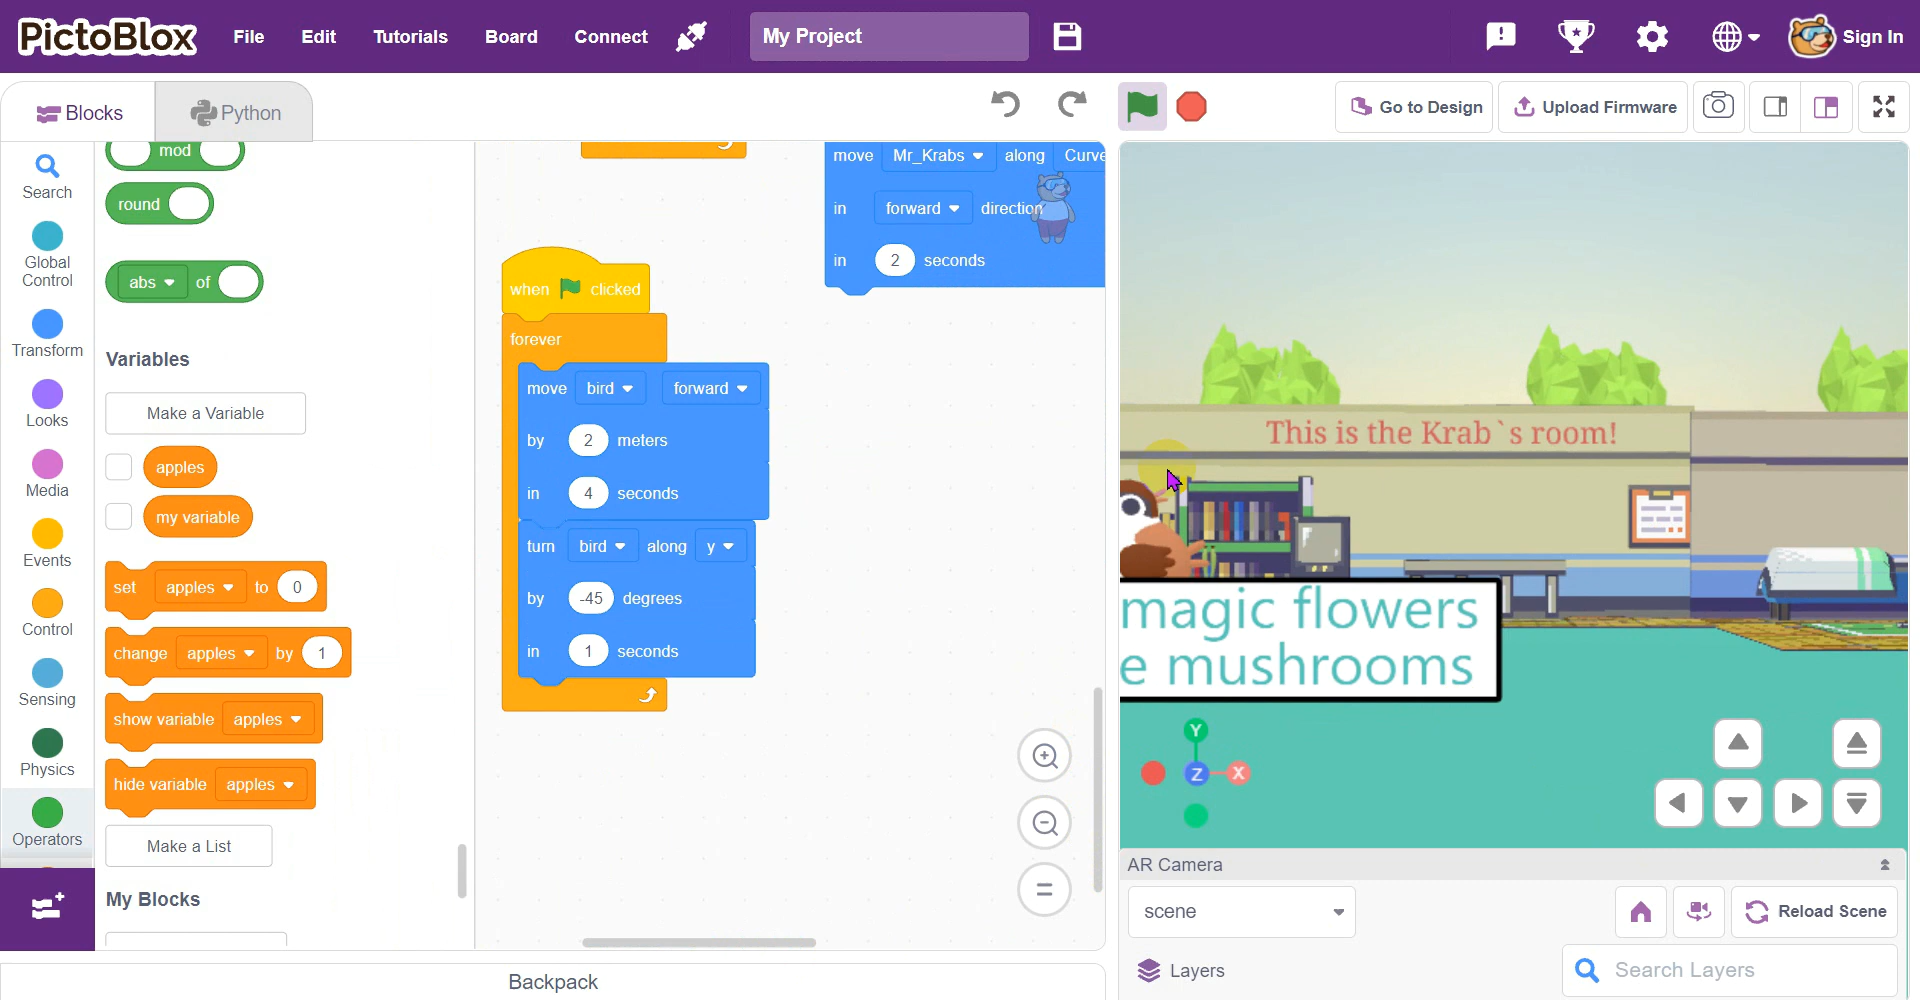 PictoBlox
File
Edit
Tutorials
Board
Connect
My Project
Sign In
Blocks
Python
Go to Design
Upload Firmware
Search
Global
Control
Transform
Looks
Media
Events
Control
Sensing
Physics
Operators
mod
round
abs of
Variables
Make a Variable
apples
my variable
set apples to 0
change apples by 1
show variable apples
hide variable apples
Make a List
My Blocks
move Mr_Krabs along Curve
in forward direction
in 2 seconds
when clicked
forever
move bird forward
by 2 meters
in 4 seconds
turn bird along y
by -45 degrees
in 1 seconds
Backpack
This is the Krab`s room!
magic flowers
e mushrooms
Y
Z X
AR Camera
scene
Reload Scene
Layers
Search Layers